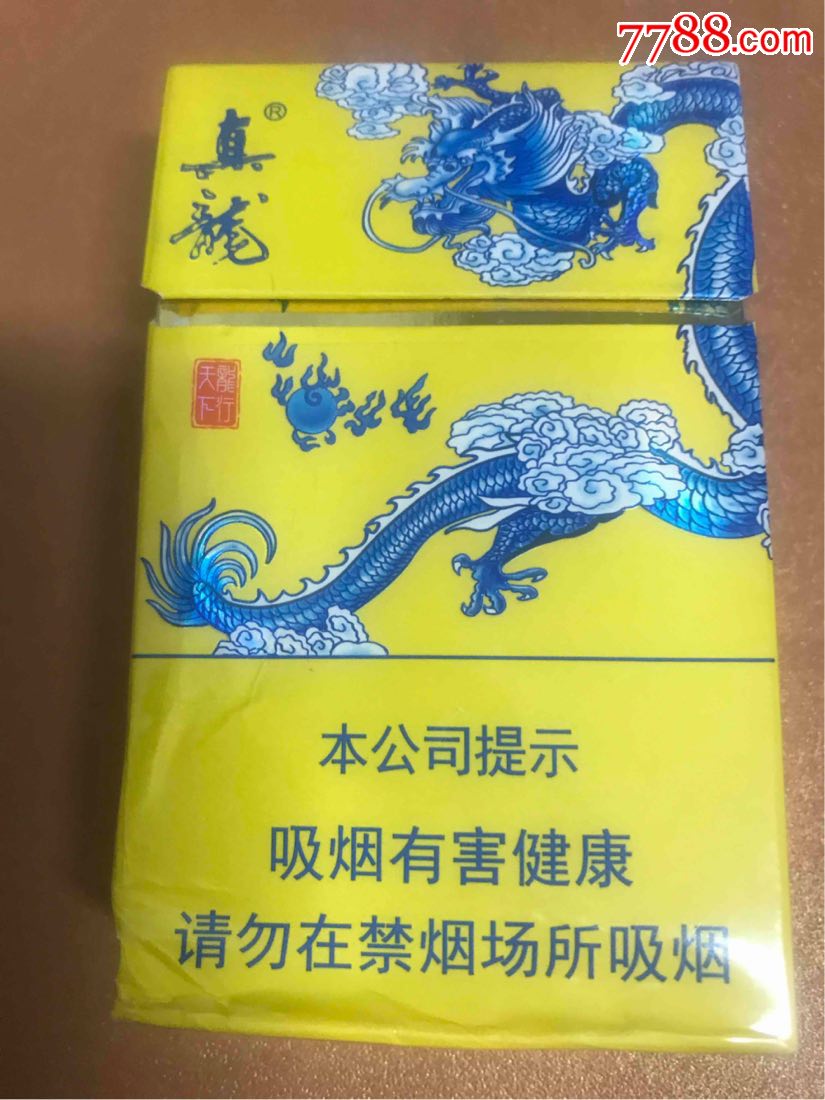 7788.com
真龍®
龍行
天下
本公司提示
吸烟有害健康
请勿在禁烟场所吸烟